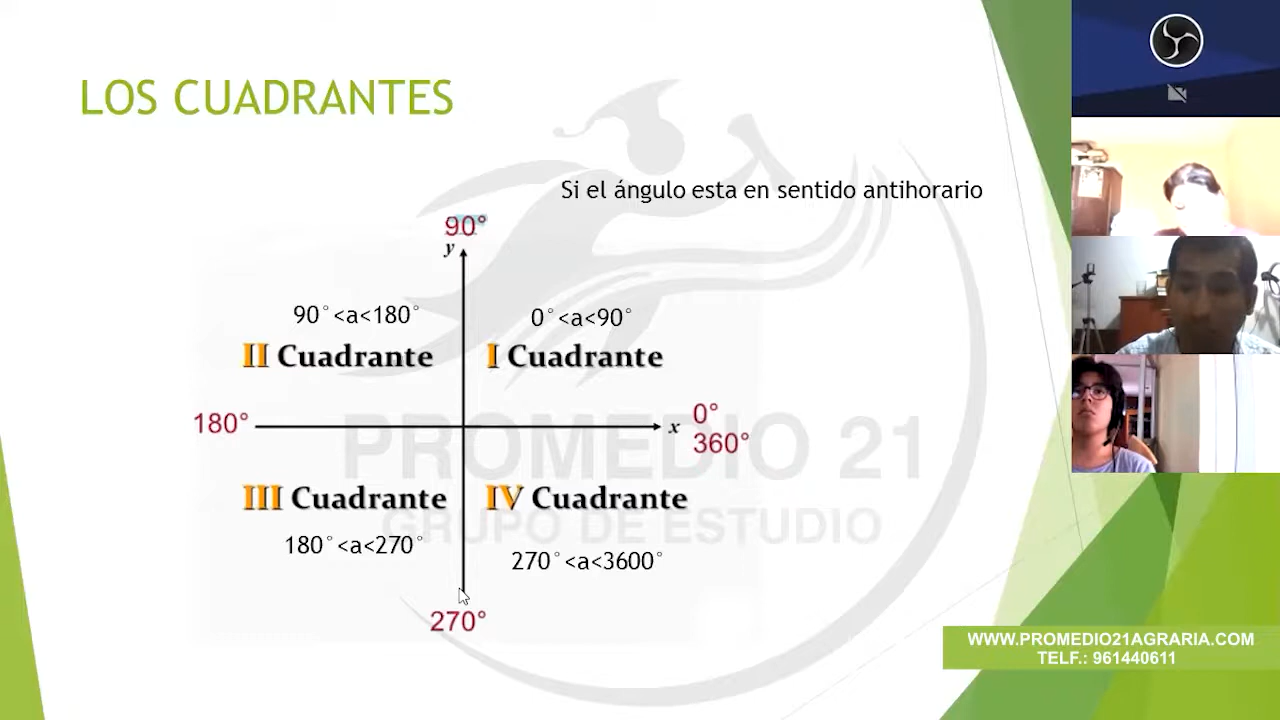 LOS CUADRANTES
Si el ángulo esta en sentido antihorario
90°
y
90°<a<180°
0°<a<90°
II Cuadrante
I Cuadrante
180°
x
0°
360°
PROMEDIO 21
III Cuadrante
IV Cuadrante
GRUPO DE ESTUDIO
180°<a<270°
270°<a<3600°
270°
WWW.PROMEDIO21AGRARIA.COM
TELF.: 961440611